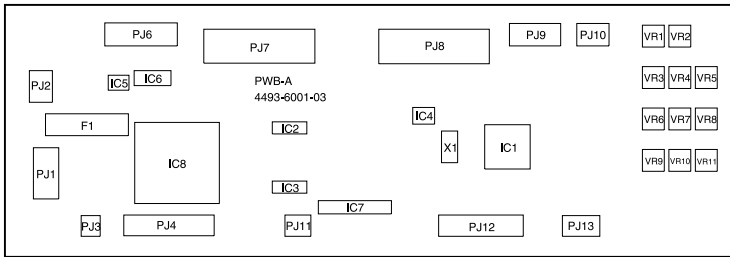 PJ6
PJ7
PJ8
PJ9
PJ10
VR1 VR2
PJ2
IC5
IC6
PWB-A
4493-6001-03
VR3 VR4 VR5
F1
IC2
IC4
X1
IC1
VR6 VR7 VR8
PJ1
IC8
IC3
VR9 VR10 VR11
IC7
PJ3
PJ4
PJ11
PJ12
PJ13